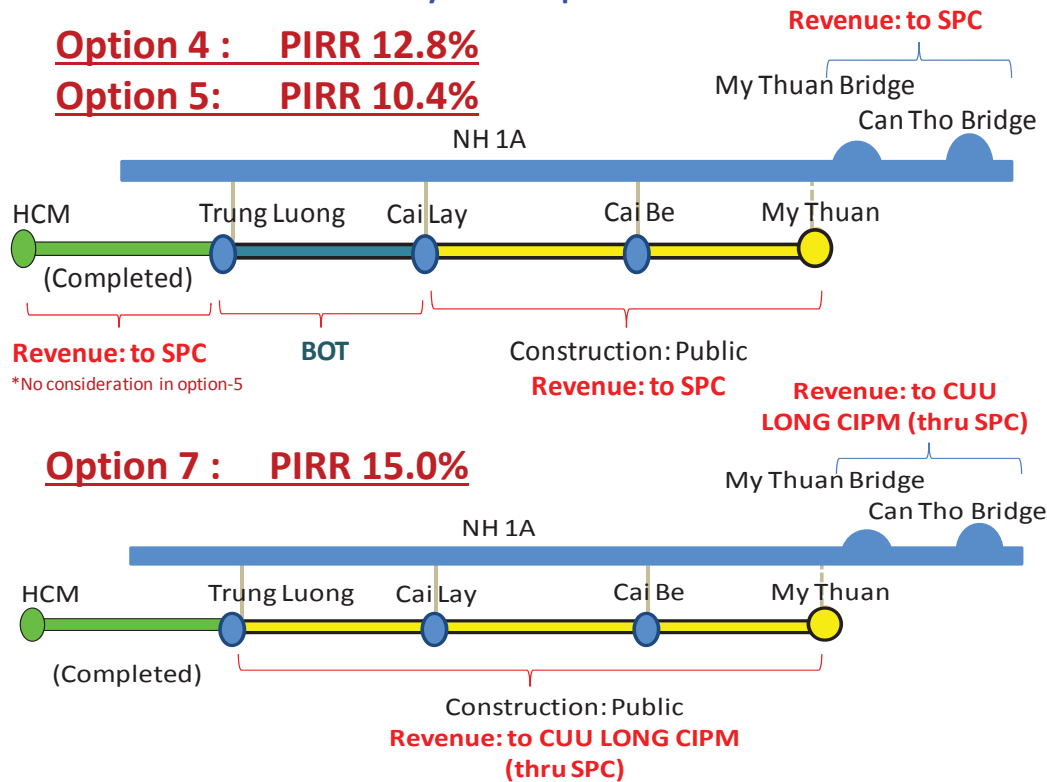 Option 4 : PIRR 12.8%
Option 5: PIRR 10.4%
Revenue: to SPC
My Thuan Bridge
Can Tho Bridge
NH 1A
HCM
Trung Luong
Cai Lay
Cai Be
My Thuan
(Completed)
Revenue: to SPC
*No consideration in option-5
BOT
Construction: Public
Revenue: to SPC
Revenue: to CUU
LONG CIPM (thru SPC)
Option 7 : PIRR 15.0%
My Thuan Bridge
Can Tho Bridge
NH 1A
HCM
Trung Luong
Cai Lay
Cai Be
My Thuan
(Completed)
Construction: Public
Revenue: to CUU LONG CIPM
(thru SPC)